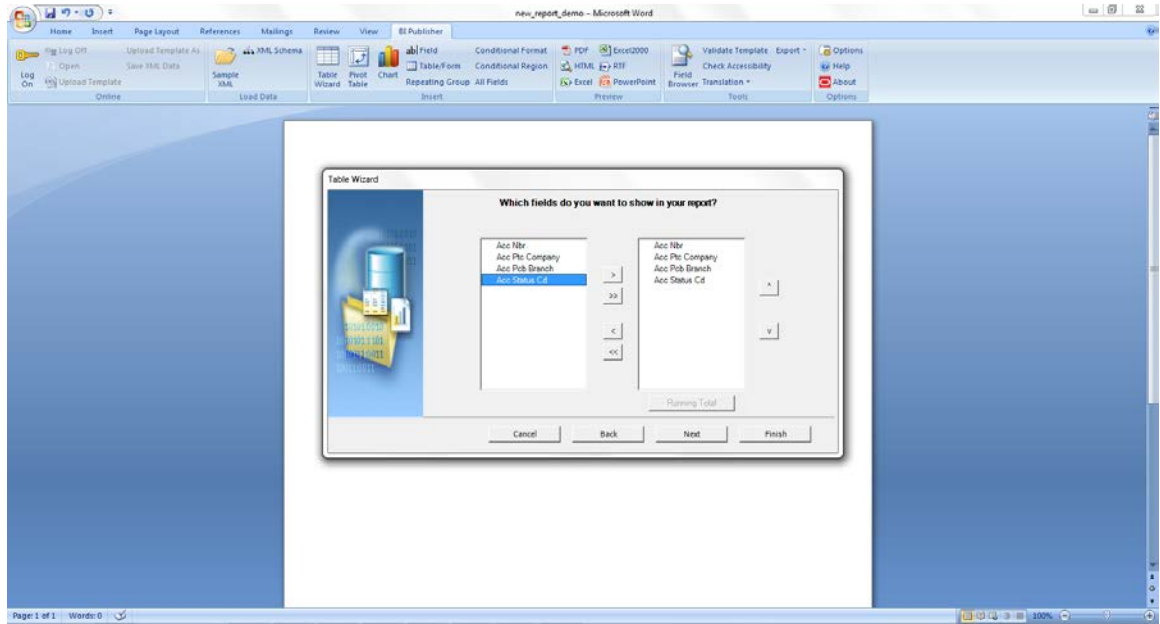 new_report_demo - Microsoft Word
Home Insert Page Layout References Mailings Review View BI Publisher
Log On
Log Off
Open
Upload Template
Upload Template As
Save XML Data
Online
Sample XML
XML Schema
Load Data
Table Wizard
Pivot Table
Chart
Field
Table/Form
Repeating Group
Conditional Format
Conditional Region
All Fields
Insert
PDF Excel2000
HTML RTF
Excel PowerPoint
Preview
Field Browser
Validate Template Export
Check Accessibility
Translation
Tools
Options
Help
About
Options
Table Wizard
Which fields do you want to show in your report?
Acc Nbr
Acc Ptc Company
Acc Pcb Branch
Acc Status Cd
>
>>
<
<<
Acc Nbr
Acc Ptc Company
Acc Pcb Branch
Acc Status Cd
Running Total
Cancel Back Next Finish
Page: 1 of 1 Words: 0
100%